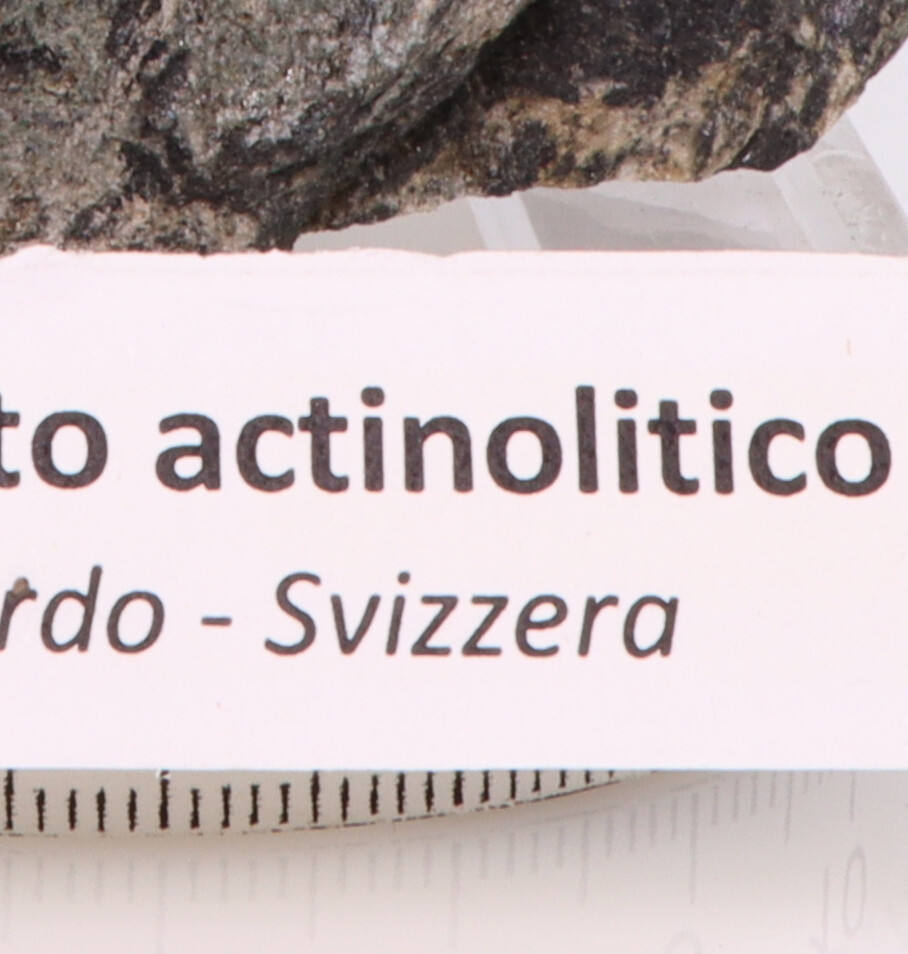 to actinolitico
rdo - Svizzera